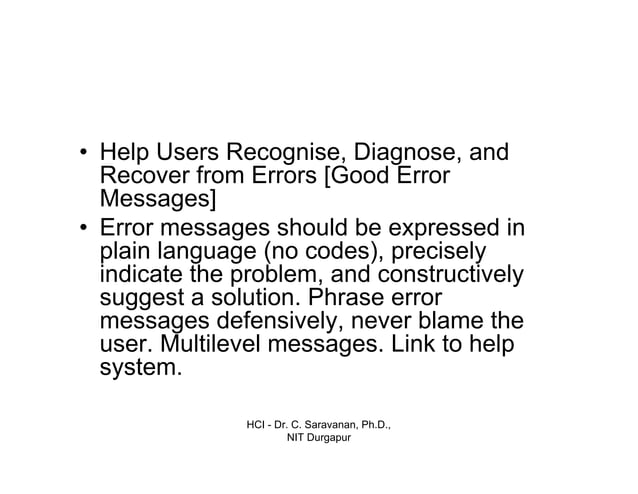 • Help Users Recognise, Diagnose, and
Recover from Errors [Good Error
Messages]
• Error messages should be expressed in
plain language (no codes), precisely
indicate the problem, and constructively
suggest a solution. Phrase error
messages defensively, never blame the
user. Multilevel messages. Link to help
system.
HCI - Dr. C. Saravanan, Ph.D.,
NIT Durgapur